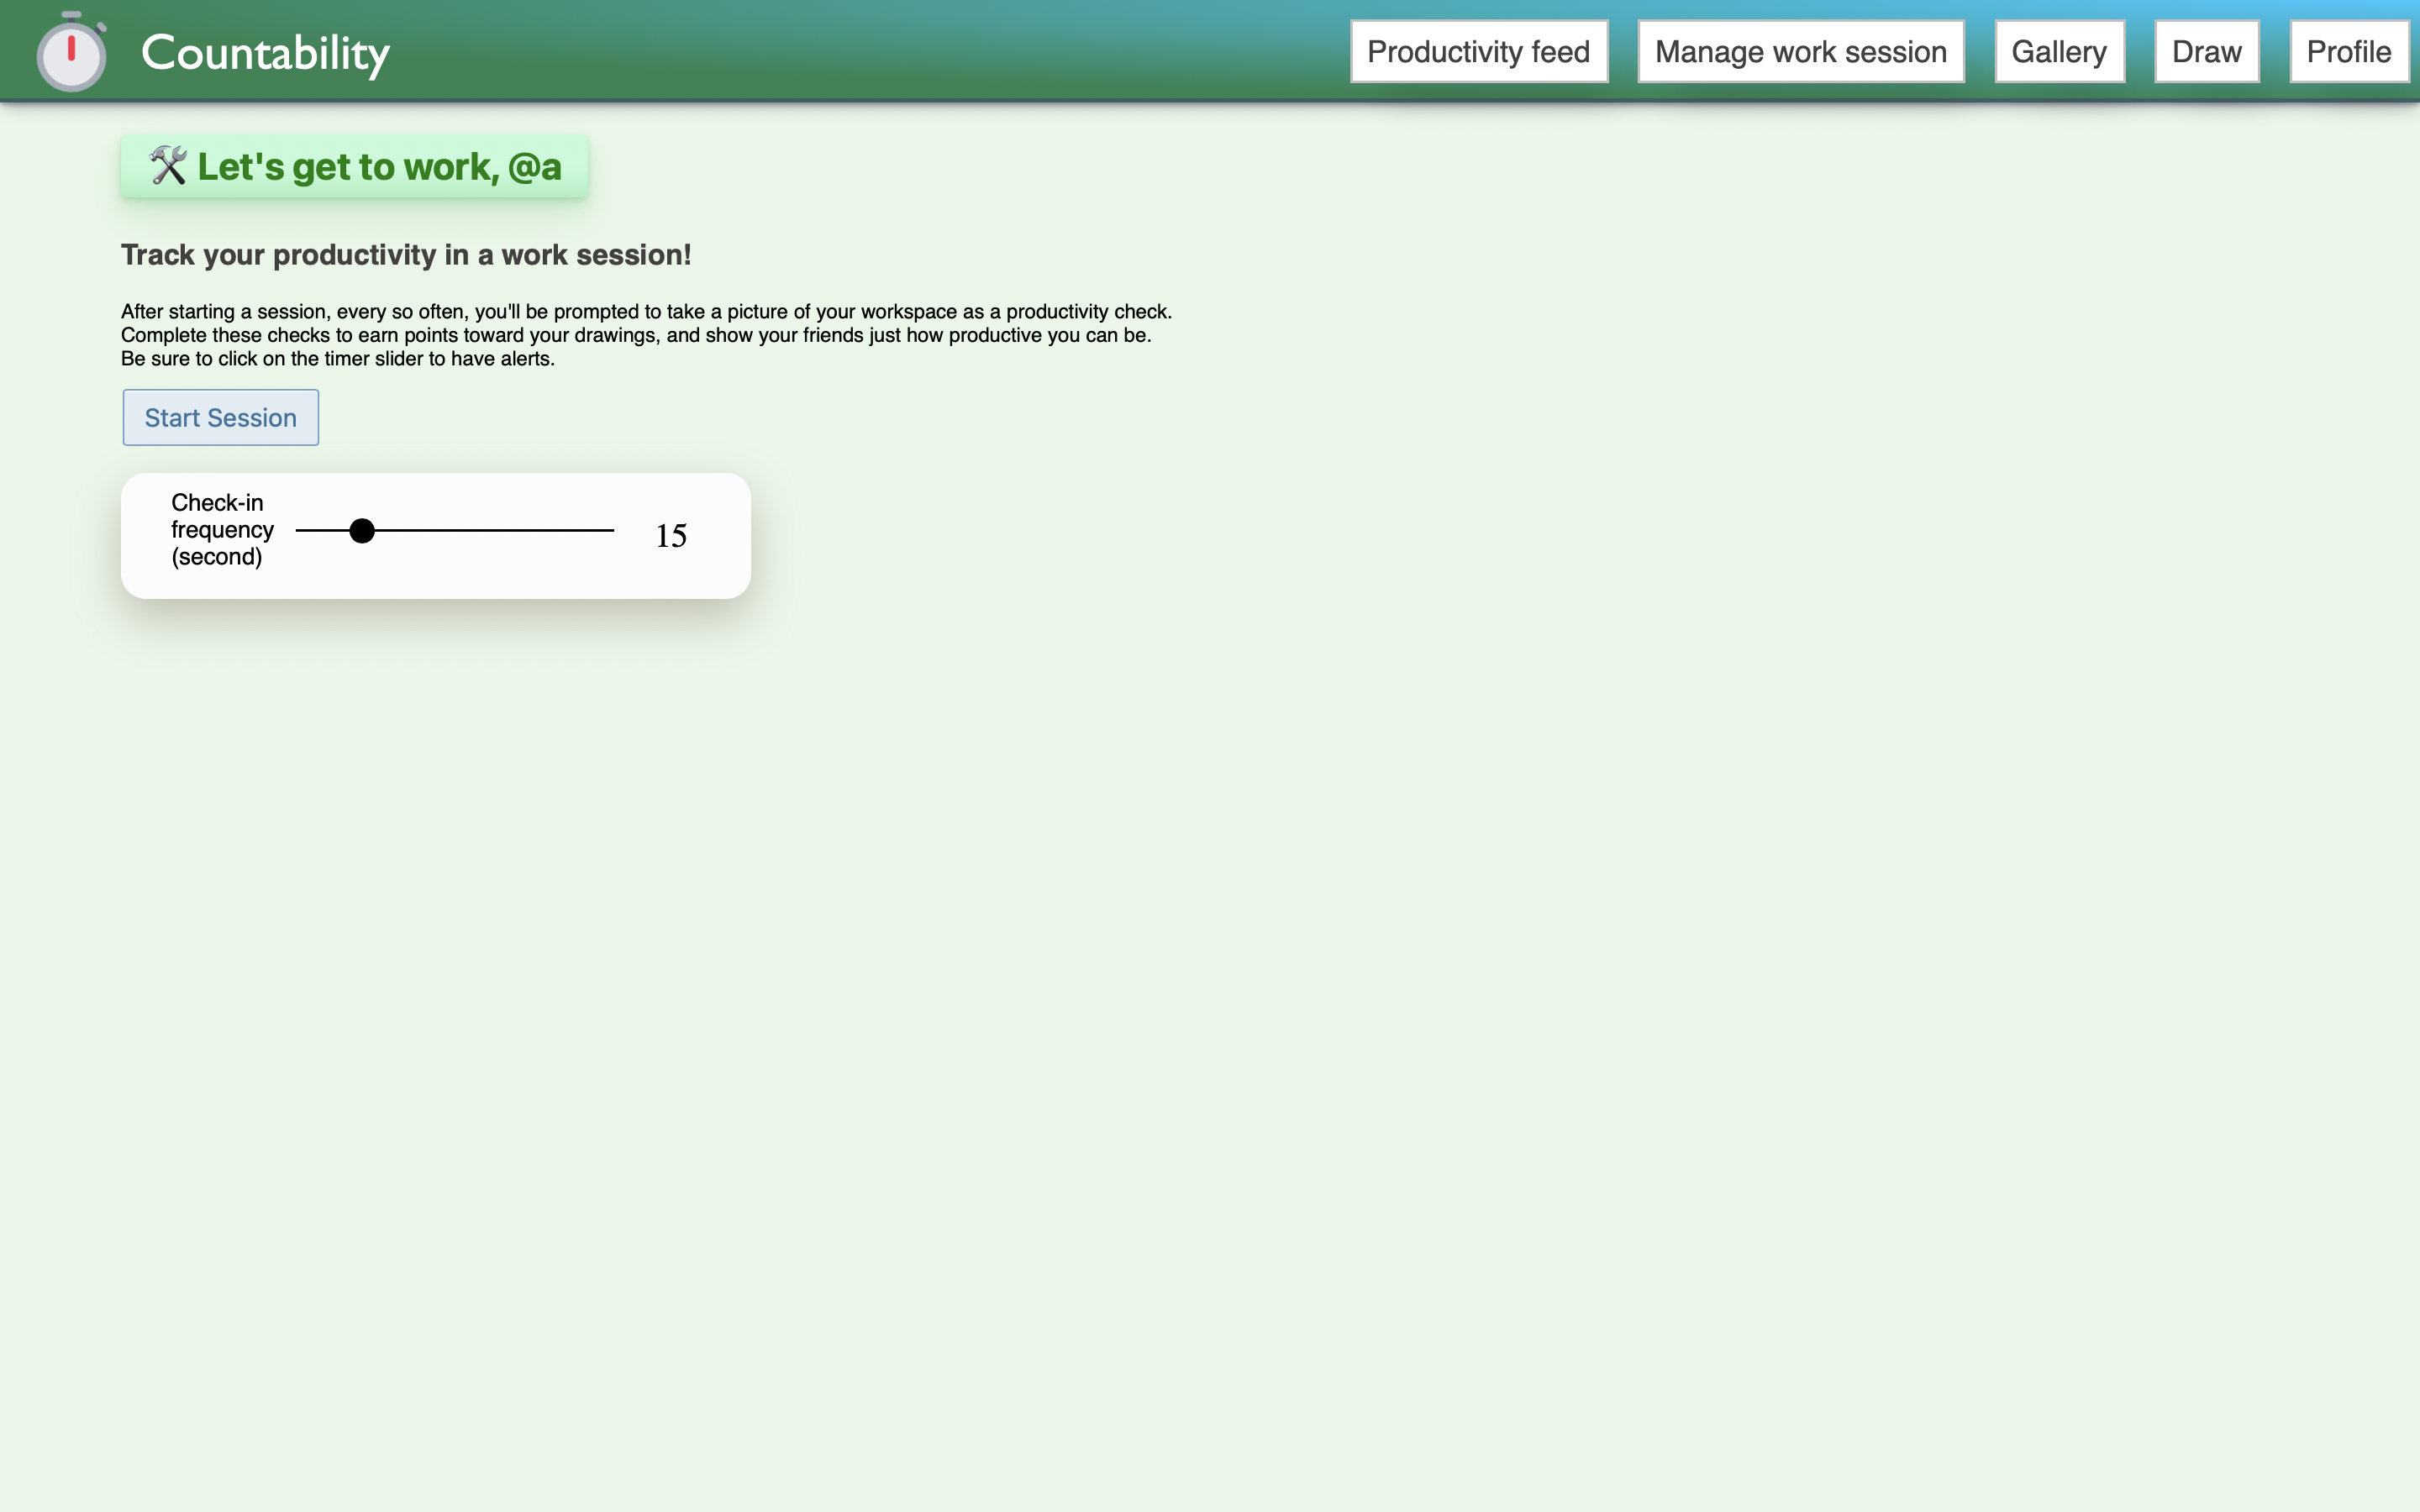 Countability
Productivity feed
Manage work session
Gallery
Draw
Profile
🛠 Let's get to work, @a
Track your productivity in a work session!
After starting a session, every so often, you'll be prompted to take a picture of your workspace as a productivity check.
Complete these checks to earn points toward your drawings, and show your friends just how productive you can be.
Be sure to click on the timer slider to have alerts.
Start Session
Check-in
frequency
(second)
15